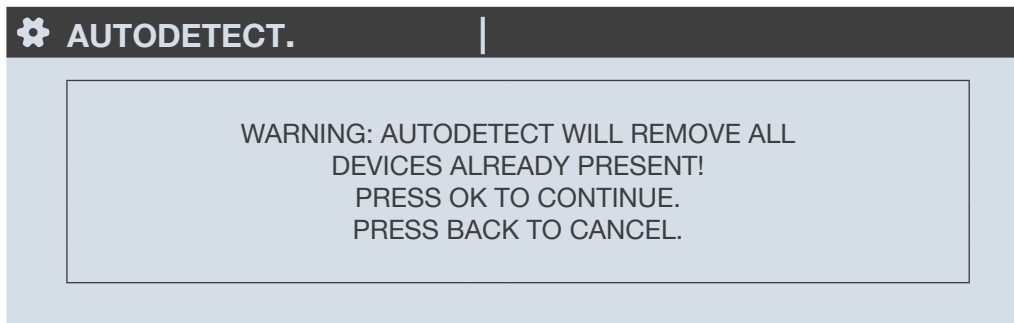 AUTODETECT.
WARNING: AUTODETECT WILL REMOVE ALL
DEVICES ALREADY PRESENT!
PRESS OK TO CONTINUE.
PRESS BACK TO CANCEL.